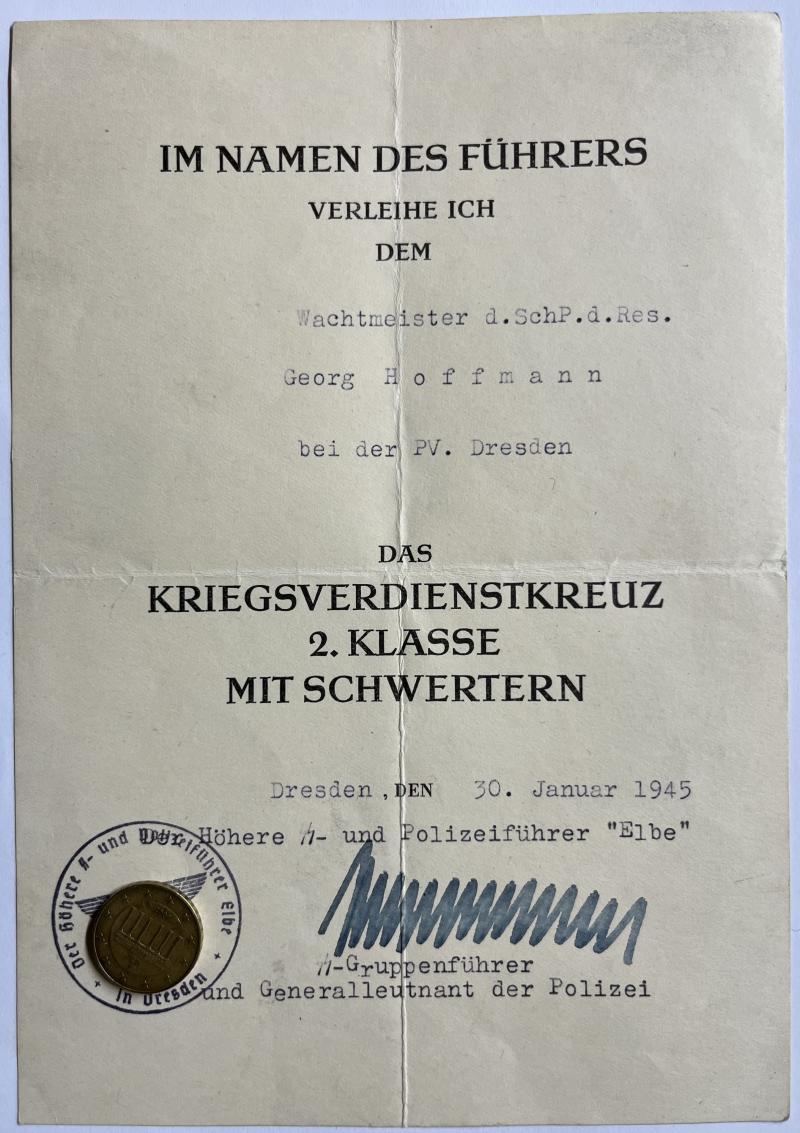 IM NAMEN DES FÜHRERS
VERLEIHE ICH
DEM
Wachtmeister d.SchP.d.Res.
Georg Hoffmann
bei der PV. Dresden
DAS
KRIEGSVERDIENSTKREUZ
2. KLASSE
MIT SCHWERTERN
Dresden, DEN 30. Januar 1945
Der Höhere ᛋᛋ- und Polizeiführer "Elbe"
ᛋᛋ-Gruppenführer
und Generalleutnant der Polizei
Der Höhere ᛋᛋ- und Polizeiführer Elbe
+ in Dresden +